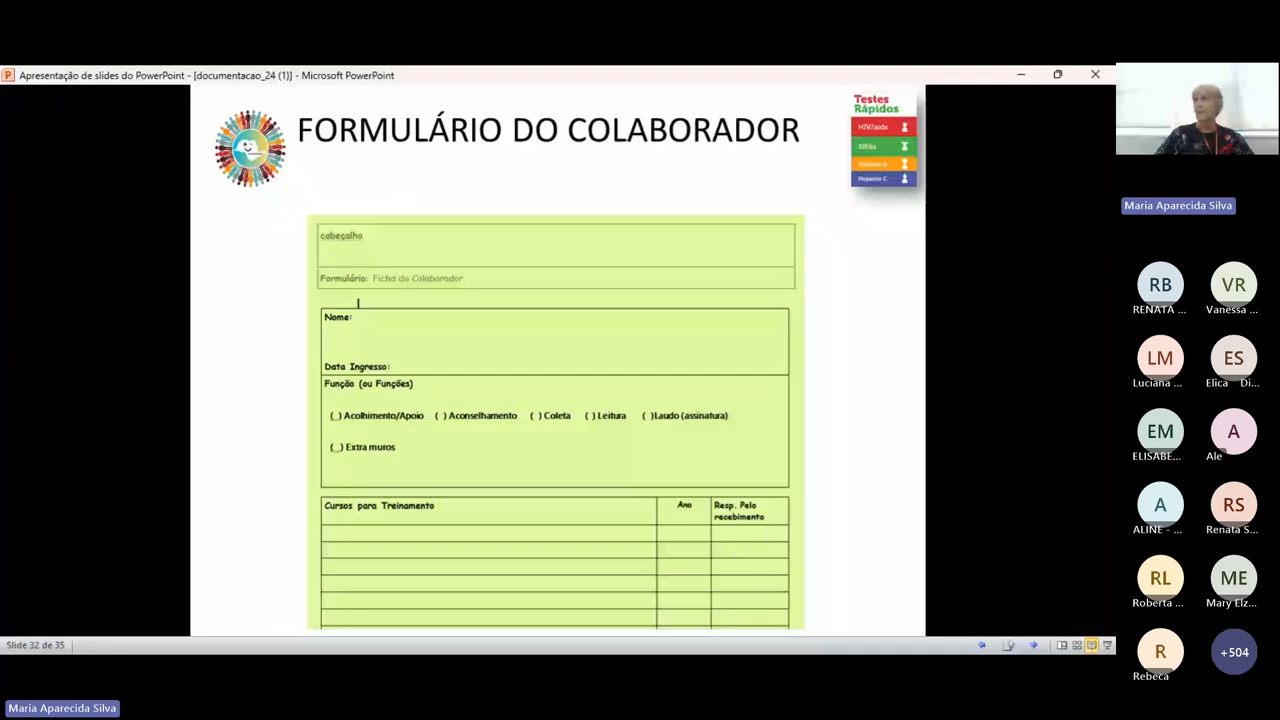 Apresentação de slides do PowerPoint - [documentacao_24 (1)] - Microsoft PowerPoint
FORMULÁRIO DO COLABORADOR
Testes
Rápidos
HIV/aids
Sífilis
Hepatite B
Hepatite C
cabeçalho
Formulário: Ficha do Colaborador
Nome:
Data Ingresso:
Função (ou Funções)
(_) Acolhimento/Apoio ( ) Aconselhamento ( ) Coleta ( ) Leitura ( )Laudo (assinatura)
(_) Extra muros
Cursos para Treinamento Ano Resp. Pelo recebimento
Slide 32 de 35
Maria Aparecida Silva
Maria Aparecida Silva
RB VR
RENATA ... Vanessa ...
LM ES
Luciana ... Elica Di...
EM A
ELISABE... Ale
A RS
ALINE - ... Renata S...
RL ME
Roberta ... Mary Elz...
R +504
Rebeca